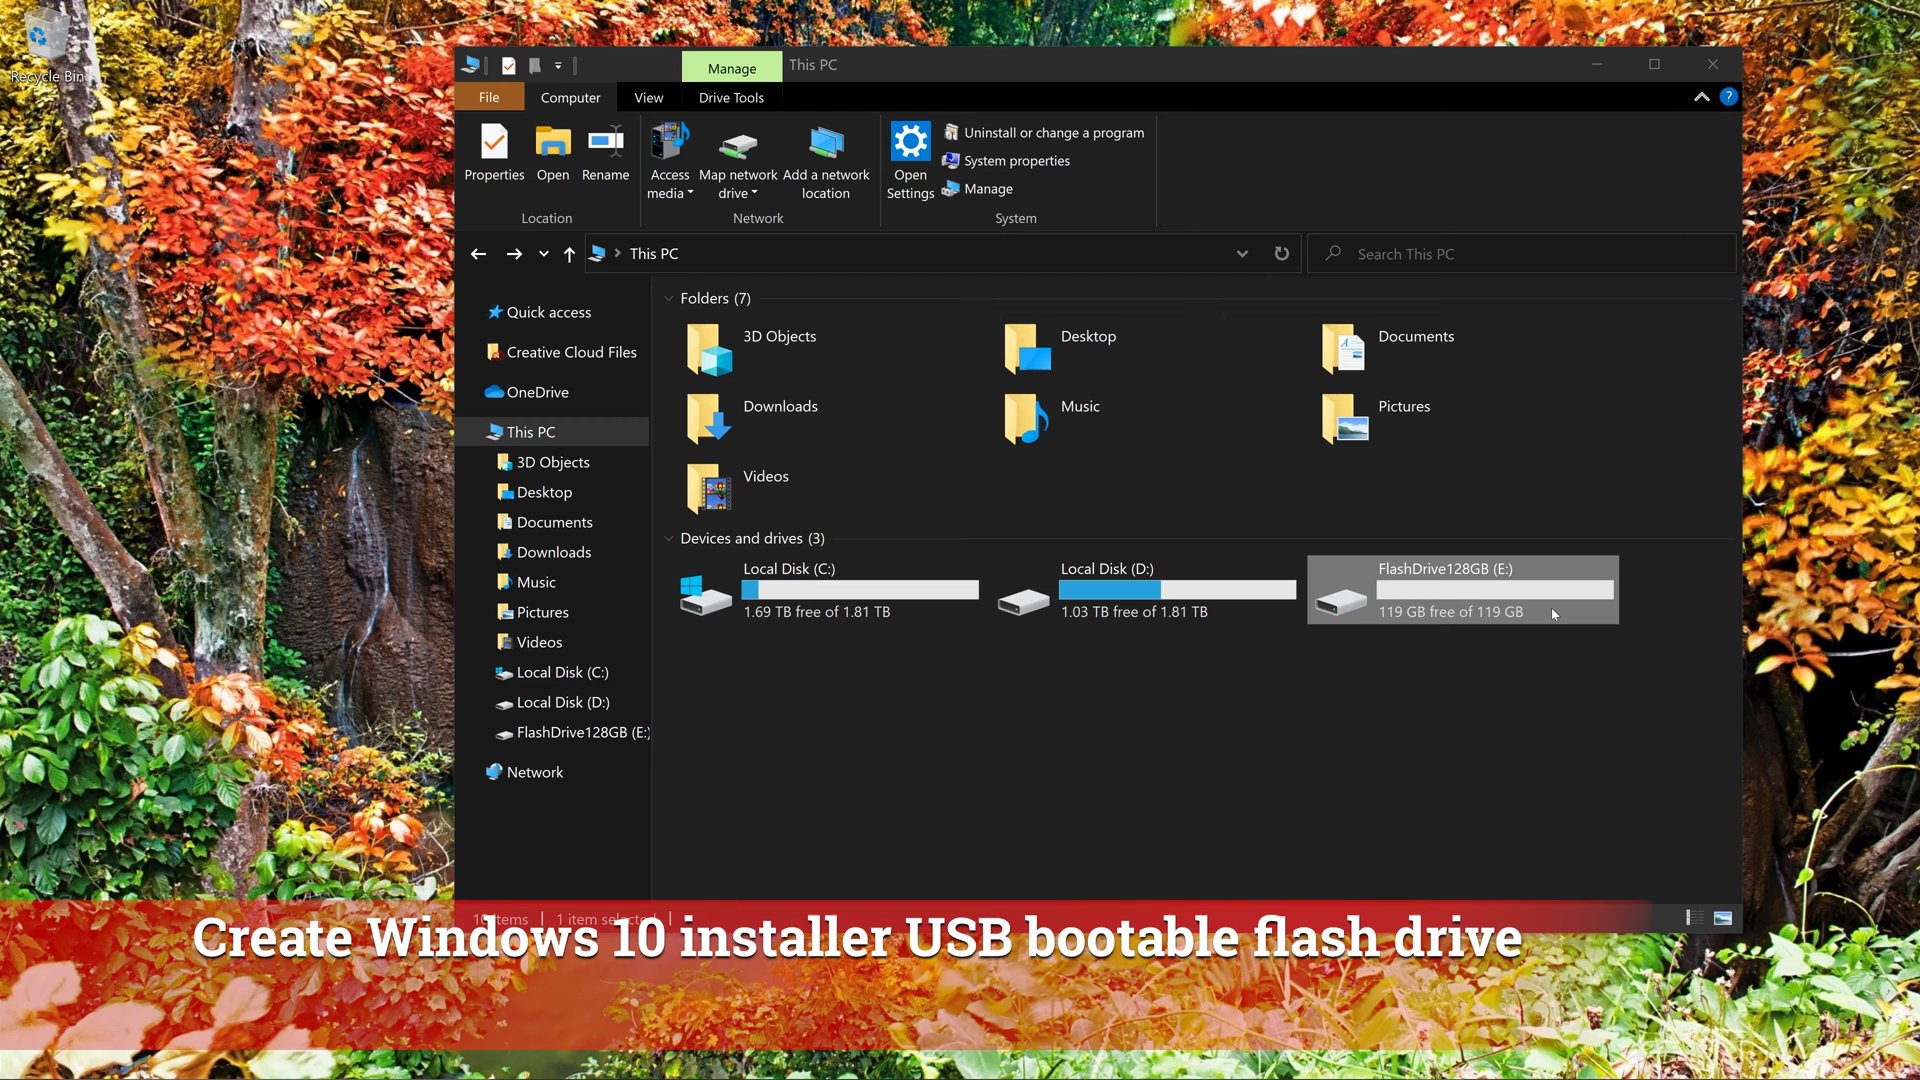 Recycle Bin
Manage
This PC
File
Computer
View
Drive Tools
?
Properties
Open
Rename
Access media
Map network drive
Add a network location
Open Settings
Uninstall or change a program
System properties
Manage
Location
Network
System
This PC
Search This PC
Quick access
Creative Cloud Files
OneDrive
This PC
3D Objects
Desktop
Documents
Downloads
Music
Pictures
Videos
Local Disk (C:)
Local Disk (D:)
FlashDrive128GB (E:)
Network
Folders (7)
3D Objects
Desktop
Documents
Downloads
Music
Pictures
Videos
Devices and drives (3)
Local Disk (C:)
1.69 TB free of 1.81 TB
Local Disk (D:)
1.03 TB free of 1.81 TB
FlashDrive128GB (E:)
119 GB free of 119 GB
10 items
1 item selected
Create Windows 10 installer USB bootable flash drive